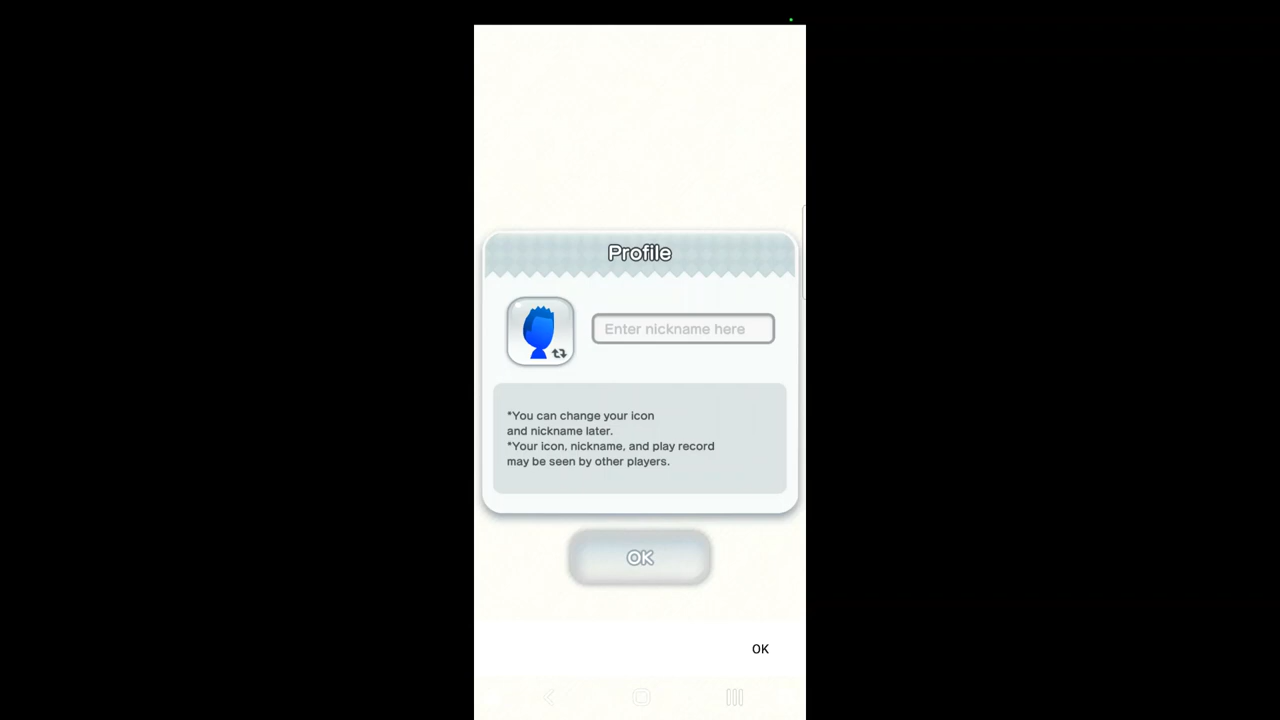 Profile
Enter nickname here
*You can change your icon
and nickname later.
*Your icon, nickname, and play record
may be seen by other players.
OK
OK